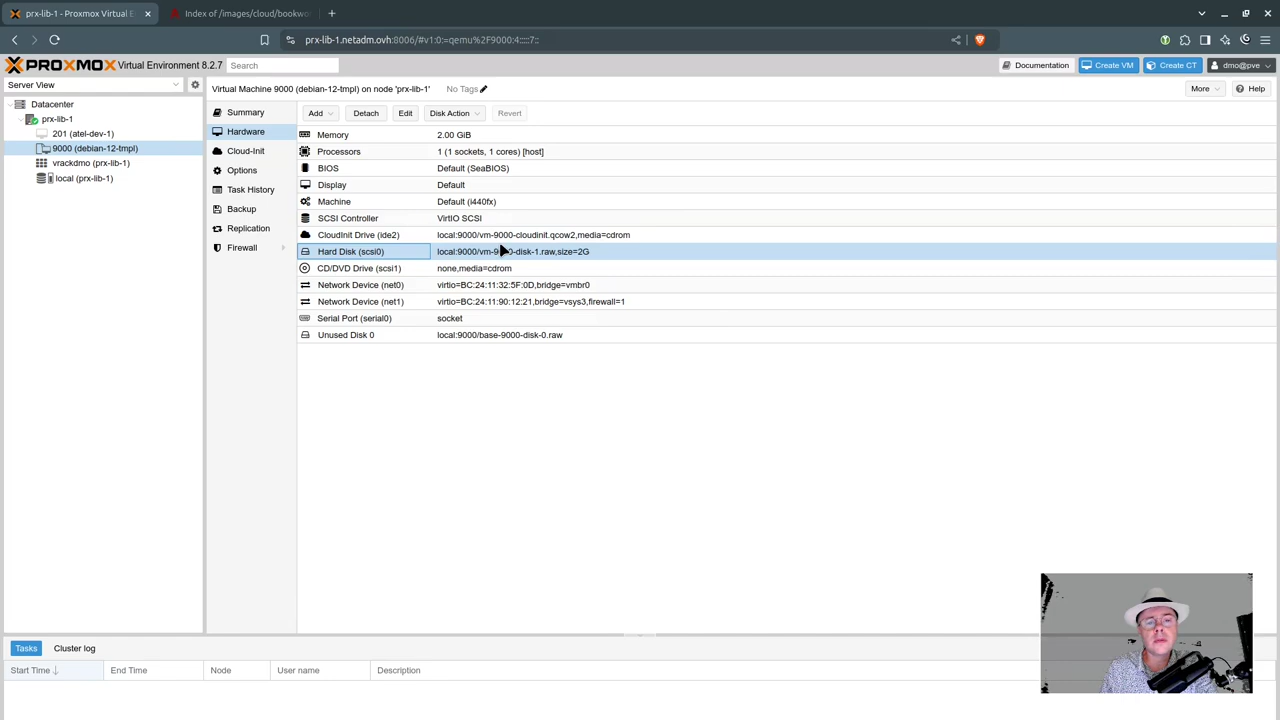 prx-lib-1 - Proxmox Virtual E
Index of /images/cloud/bookwo
prx-lib-1.netadm.ovh:8006/#v1:0:=qemu%2F9000:4:::::7::
PROXMOX Virtual Environment 8.2.7 Search
Documentation Create VM Create CT dmo@pve
Server View
Virtual Machine 9000 (debian-12-tmpl) on node 'prx-lib-1' No Tags
More Help
Datacenter
prx-lib-1
201 (atel-dev-1)
9000 (debian-12-tmpl)
vrackdmo (prx-lib-1)
local (prx-lib-1)
Summary
Hardware
Cloud-Init
Options
Task History
Backup
Replication
Firewall
Add Detach Edit Disk Action Revert
Memory 2.00 GiB
Processors 1 (1 sockets, 1 cores) [host]
BIOS Default (SeaBIOS)
Display Default
Machine Default (i440fx)
SCSI Controller VirtIO SCSI
CloudInit Drive (ide2) local:9000/vm-9000-cloudinit.qcow2,media=cdrom
Hard Disk (scsi0) local:9000/vm-9000-disk-1.raw,size=2G
CD/DVD Drive (scsi1) none,media=cdrom
Network Device (net0) virtio=BC:24:11:32:5F:0D,bridge=vmbr0
Network Device (net1) virtio=BC:24:11:90:12:21,bridge=vsys3,firewall=1
Serial Port (serial0) socket
Unused Disk 0 local:9000/base-9000-disk-0.raw
Tasks Cluster log
Start Time End Time Node User name Description